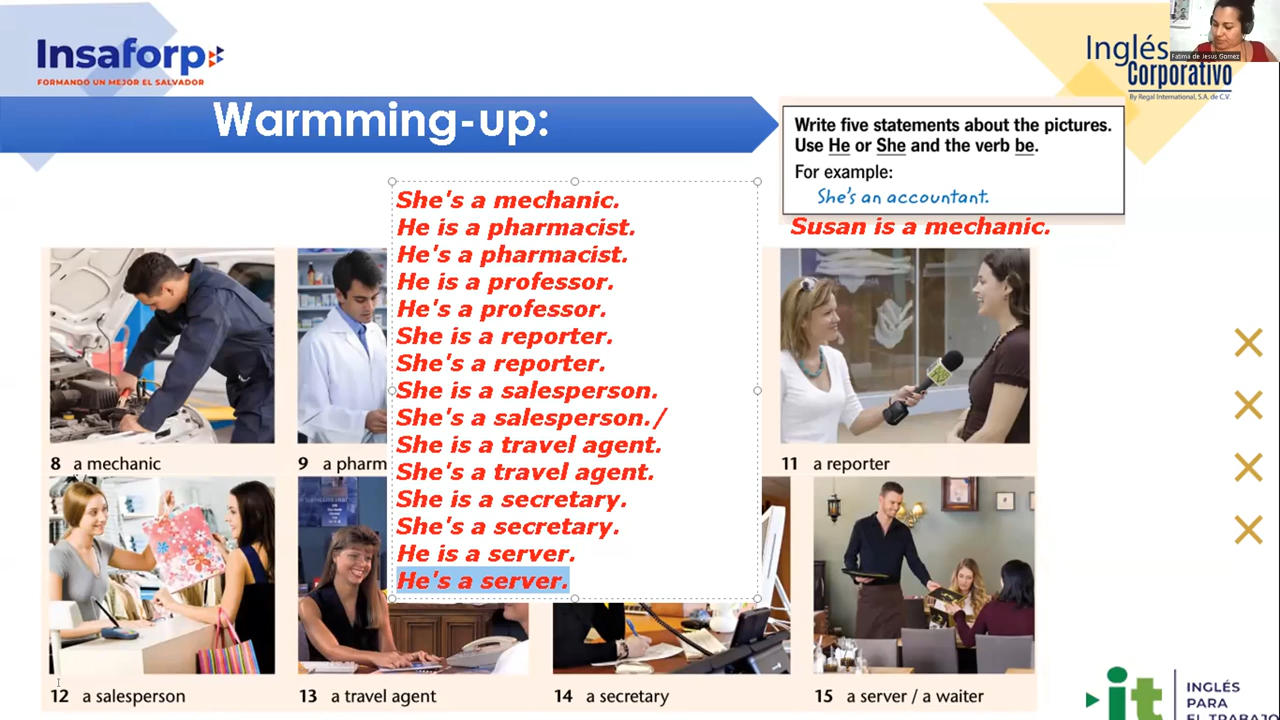 Insaforp
FORMANDO UN MEJOR EL SALVADOR
Warmming-up:
Inglés
Corporativo
By Regal International, S.A. de C.V.
Fatima de Jesus Gomez
Write five statements about the pictures.
Use He or She and the verb be.
For example:
She's an accountant.
Susan is a mechanic.
She's a mechanic.
He is a pharmacist.
He's a pharmacist.
He is a professor.
He's a professor.
She is a reporter.
She's a reporter.
She is a salesperson.
She's a salesperson./
She is a travel agent.
She's a travel agent.
She is a secretary.
She's a secretary.
He is a server.
He's a server.
8 a mechanic
9 a pharm
11 a reporter
12 a salesperson
13 a travel agent
14 a secretary
15 a server / a waiter
it
INGLÉS
PARA
EL TRABAJO